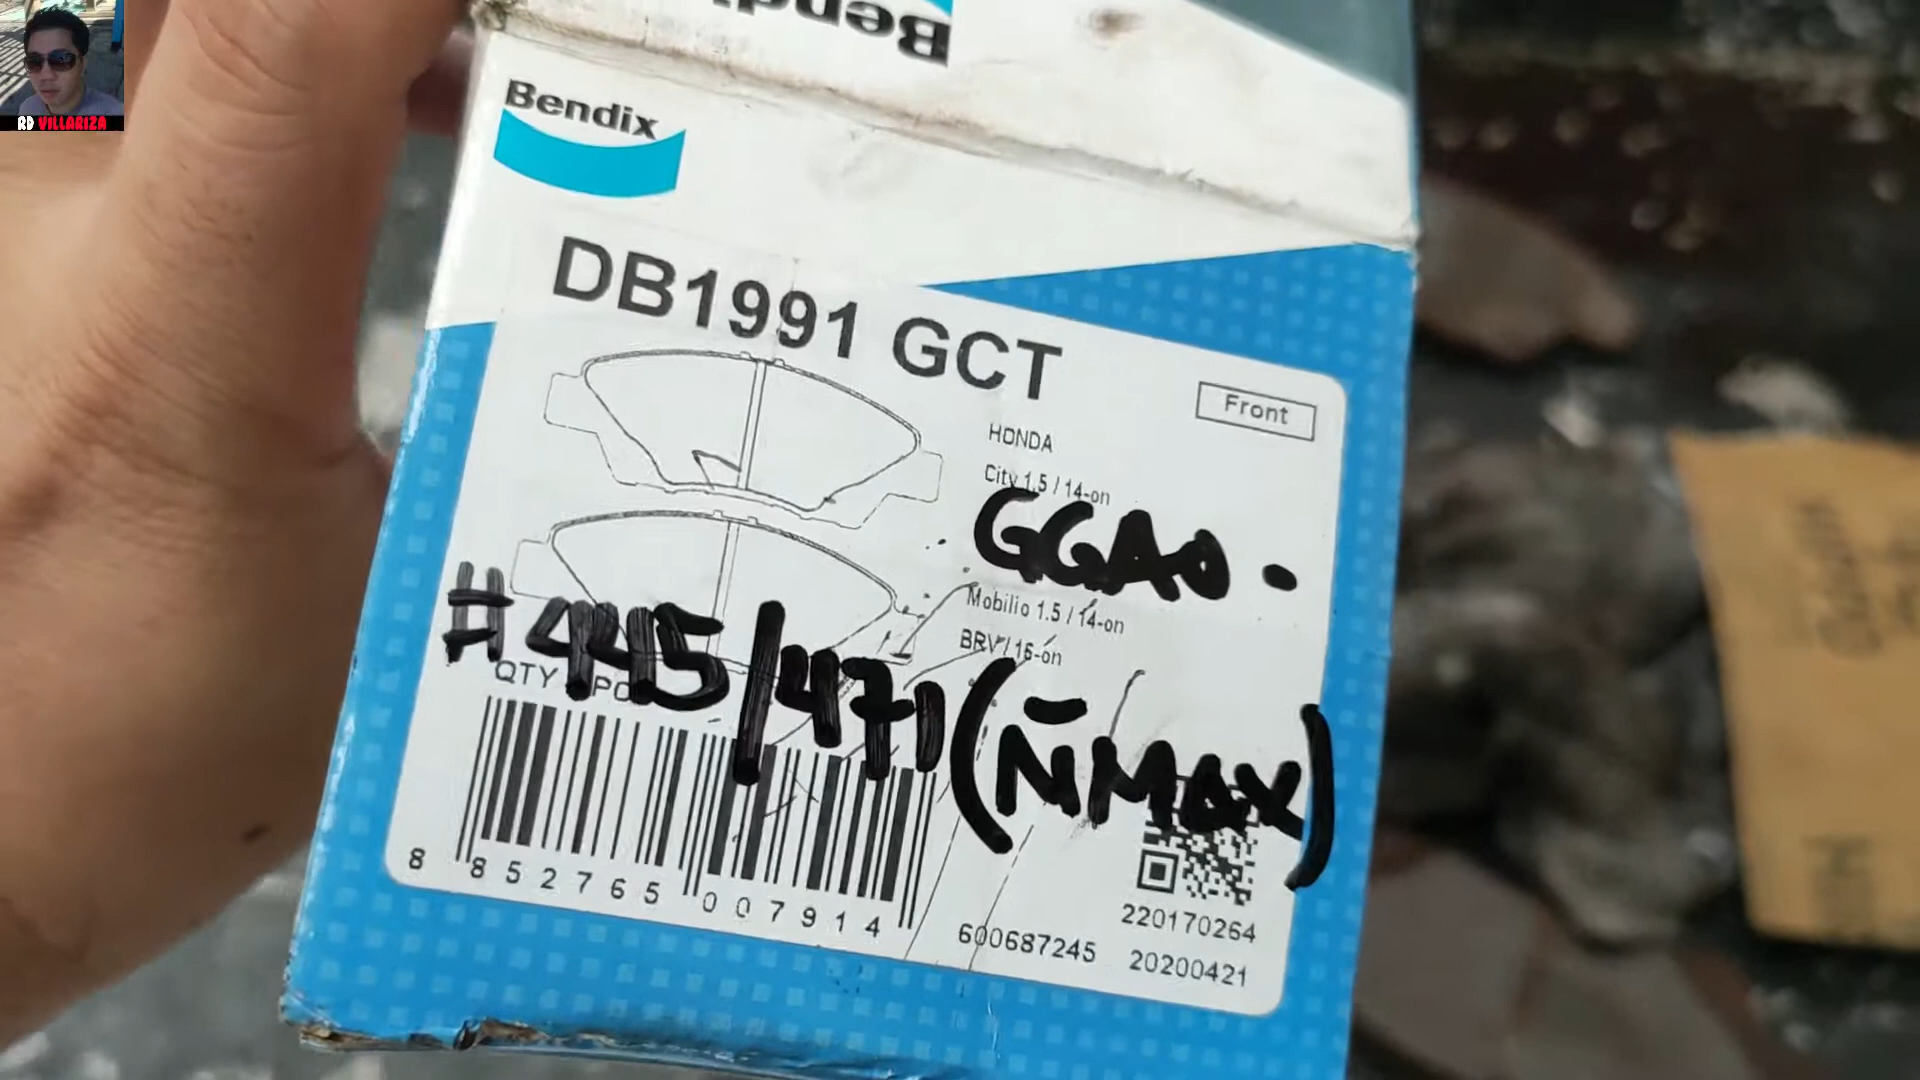 RD VILLARIZA
Bendix
Bendix
DB1991 GCT
Front
HONDA
City 1.5 / 14-on
GGAO -
Mobilio 1.5 / 14-on
BRV / 16-on
#445/471 (ÑMAX)
QTY PC
8 852765 007914
220170264
600687245 20200421